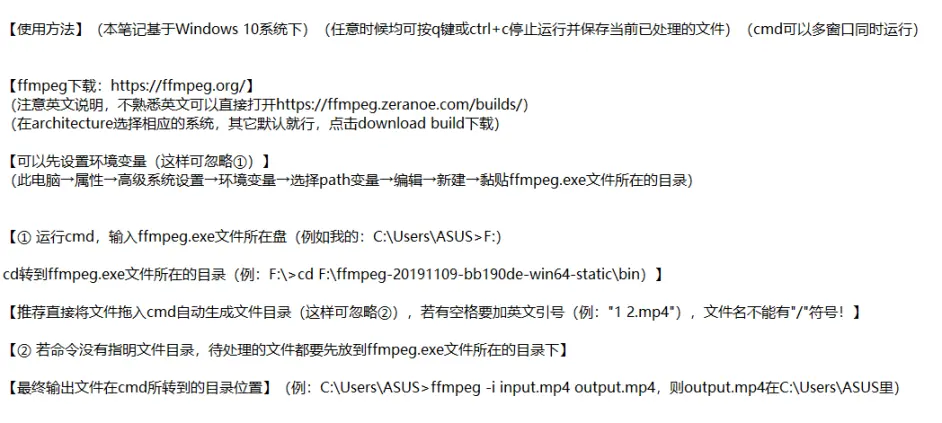 【使用方法】（本笔记基于Windows 10系统下）（任意时候均可按q键或ctrl+c停止运行并保存当前已处理的文件）（cmd可以多窗口同时运行）
【ffmpeg下载：https://ffmpeg.org/】
（注意英文说明，不熟悉英文可以直接打开https://ffmpeg.zeranoe.com/builds/）
（在architecture选择相应的系统，其它默认就行，点击download build下载）
【可以先设置环境变量（这样可忽略①）】
（此电脑→属性→高级系统设置→环境变量→选择path变量→编辑→新建→黏贴ffmpeg.exe文件所在的目录）
【① 运行cmd，输入ffmpeg.exe文件所在盘（例如我的：C:\Users\ASUS>F:）
cd转到ffmpeg.exe文件所在的目录（例：F:\>cd F:\ffmpeg-20191109-bb190de-win64-static\bin）】
【推荐直接将文件拖入cmd自动生成文件目录（这样可忽略②），若有空格要加英文引号（例："1 2.mp4"），文件名不能有"/"符号！】
【② 若命令没有指明文件目录，待处理的文件都要先放到ffmpeg.exe文件所在的目录下】
【最终输出文件在cmd所转到的目录位置】（例：C:\Users\ASUS>ffmpeg -i input.mp4 output.mp4，则output.mp4在C:\Users\ASUS里）